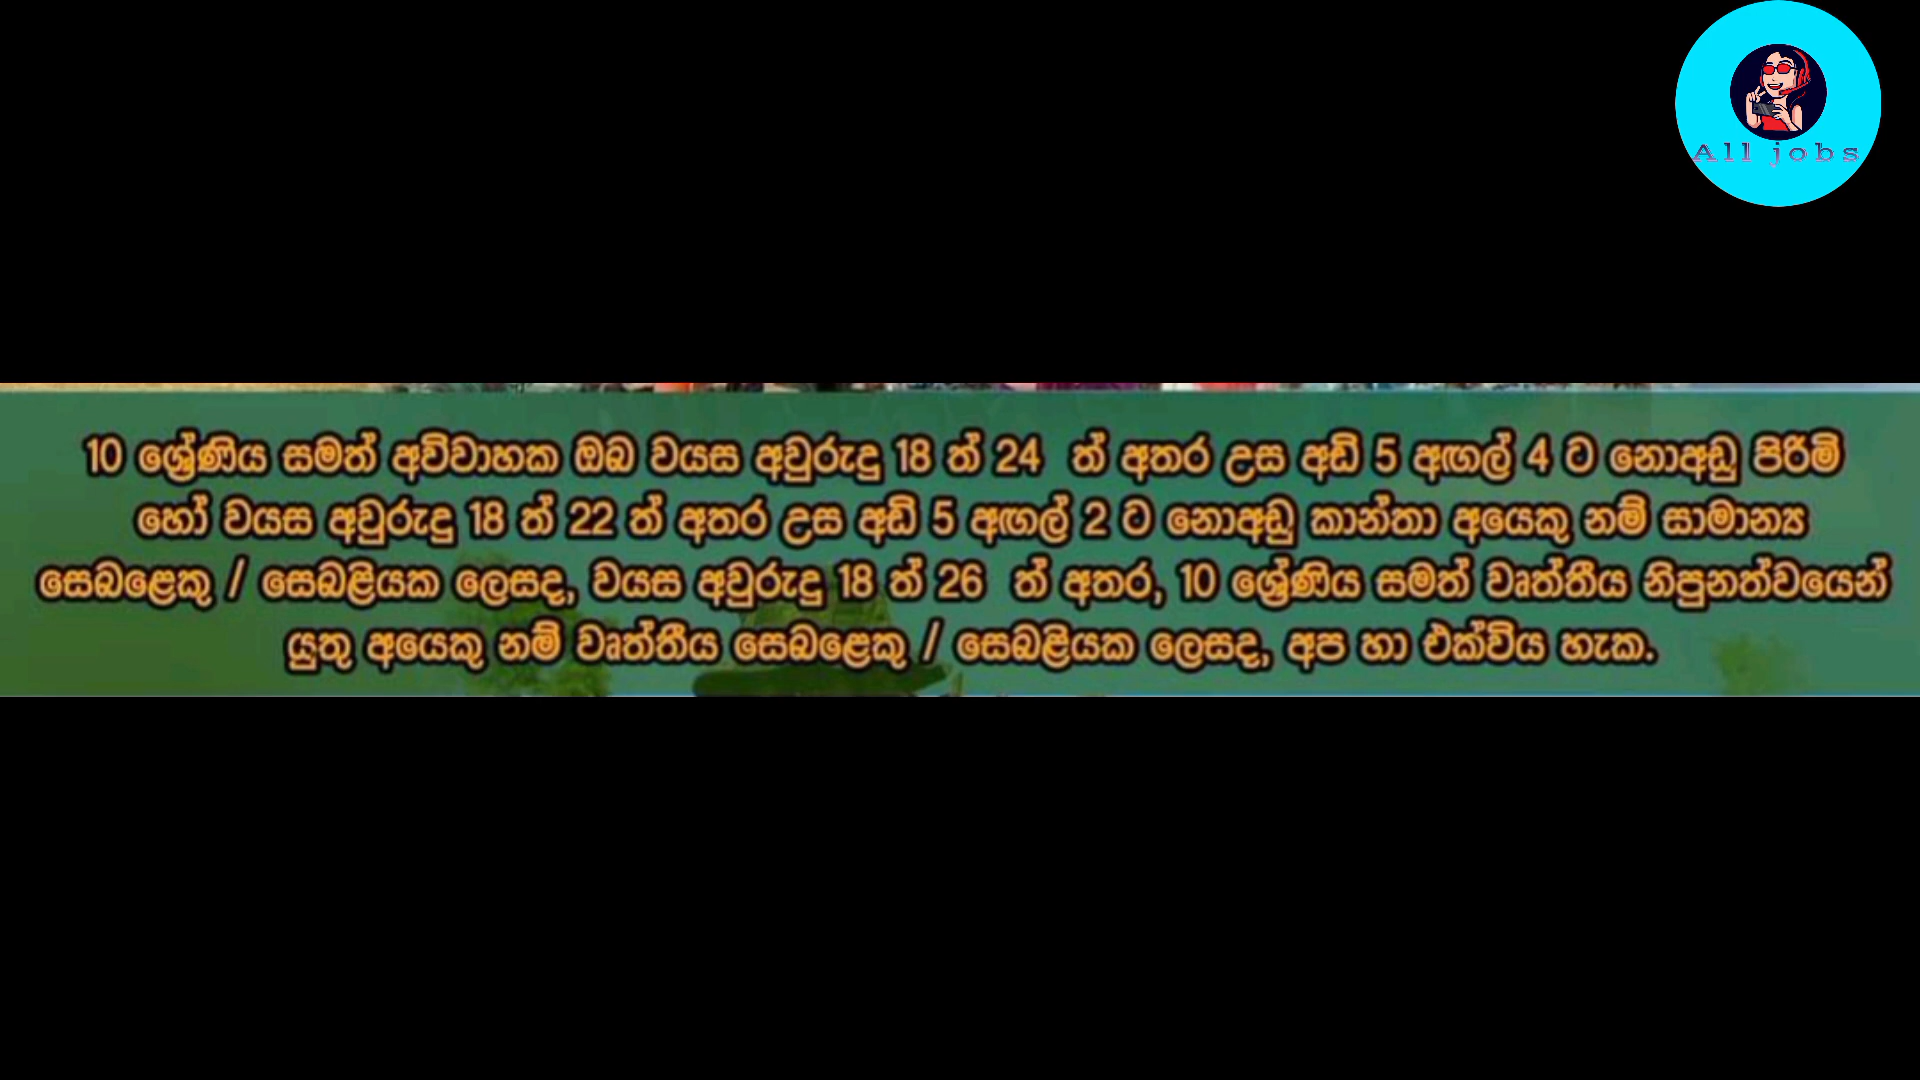 All jobs
10 ශ්‍රේණිය සමත් අවිවාහක ඔබ වයස අවුරුදු 18 ත් 24 ත් අතර උස අඩි 5 අඟල් 4 ට නොඅඩු පිරිමි
හෝ වයස අවුරුදු 18 ත් 22 ත් අතර උස අඩි 5 අඟල් 2 ට නොඅඩු කාන්තා අයෙකු නම් සාමාන්‍ය
සෙබළෙකු / සෙබළියක ලෙසද, වයස අවුරුදු 18 ත් 26 ත් අතර, 10 ශ්‍රේණිය සමත් වෘත්තීය නිපුනත්වයෙන්
යුතු අයෙකු නම් වෘත්තීය සෙබළෙකු / සෙබළියක ලෙසද, අප හා එක්විය හැක.